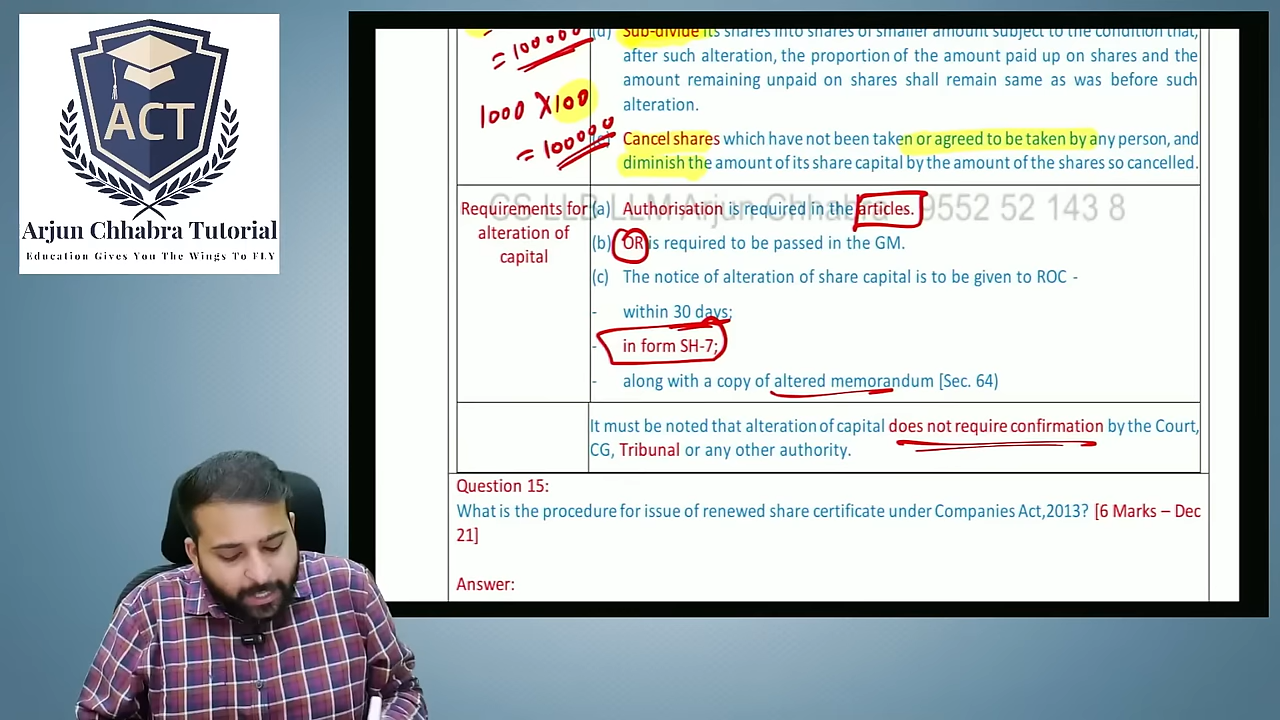 ACT
Arjun Chhabra Tutorial
Education Gives You The Wings To FLY
= 100000
1000 X 100
= 100000
(d) Sub-divide its shares into shares of smaller amount subject to the condition that,
after such alteration, the proportion of the amount paid up on shares and the
amount remaining unpaid on shares shall remain same as was before such
alteration.
Cancel shares which have not been taken or agreed to be taken by any person, and
diminish the amount of its share capital by the amount of the shares so cancelled.
CS LLB LLM Arjun Chhabra 9552 52 143 8
Requirements for
alteration of
capital
(a) Authorisation is required in the articles.
(b) OR is required to be passed in the GM.
(c) The notice of alteration of share capital is to be given to ROC -
- within 30 days;
- in form SH-7;
- along with a copy of altered memorandum [Sec. 64)
It must be noted that alteration of capital does not require confirmation by the Court,
CG, Tribunal or any other authority.
Question 15:
What is the procedure for issue of renewed share certificate under Companies Act,2013? [6 Marks – Dec
21]
Answer: